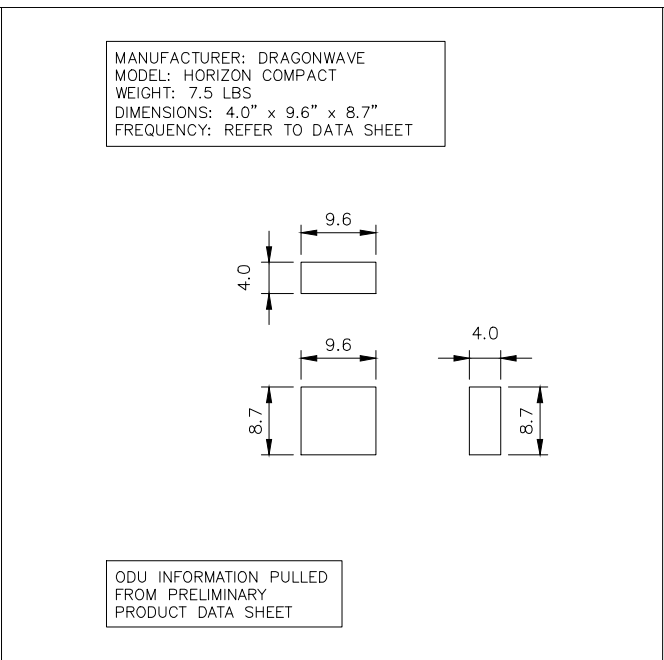 MANUFACTURER: DRAGONWAVE
MODEL: HORIZON COMPACT
WEIGHT: 7.5 LBS
DIMENSIONS: 4.0" x 9.6" x 8.7"
FREQUENCY: REFER TO DATA SHEET
9.6
4.0
9.6
4.0
8.7
8.7
ODU INFORMATION PULLED
FROM PRELIMINARY
PRODUCT DATA SHEET